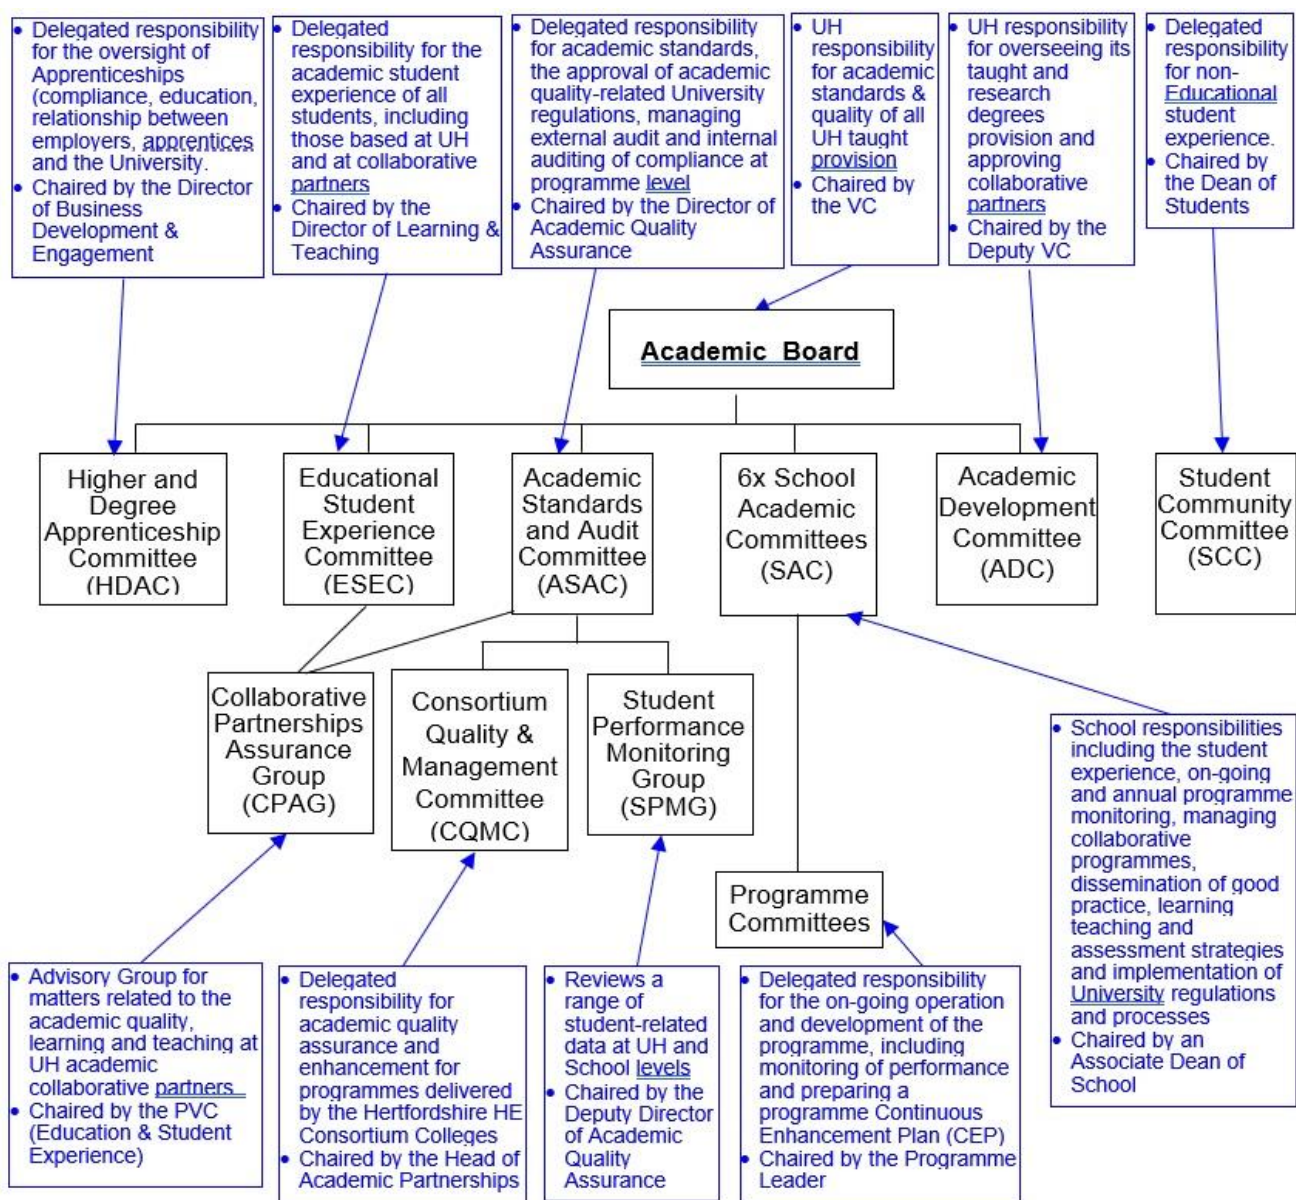 • Delegated responsibility
for the oversight of
Apprenticeships
(compliance, education,
relationship between
employers, apprentices
and the University.
• Chaired by the Director
of Business
Development &
Engagement
• Delegated
responsibility for the
academic student
experience of all
students, including
those based at UH
and at collaborative
partners
• Chaired by the
Director of Learning &
Teaching
• Delegated responsibility
for academic standards,
the approval of academic
quality-related University
regulations, managing
external audit and internal
auditing of compliance at
programme level
• Chaired by the Director of
Academic Quality
Assurance
• UH
responsibility
for academic
standards &
quality of all
UH taught
provision
• Chaired by
the VC
• UH responsibility
for overseeing its
taught and
research
degrees
provision and
approving
collaborative
partners
• Chaired by the
Deputy VC
• Delegated
responsibility
for non-
Educational
student
experience.
• Chaired by
the Dean of
Students
Academic Board
Higher and
Degree
Apprenticeship
Committee
(HDAC)
Educational
Student
Experience
Committee
(ESEC)
Academic
Standards
and Audit
Committee
(ASAC)
6x School
Academic
Committees
(SAC)
Academic
Development
Committee
(ADC)
Student
Community
Committee
(SCC)
Collaborative
Partnerships
Assurance
Group
(CPAG)
Consortium
Quality &
Management
Committee
(CQMC)
Student
Performance
Monitoring
Group
(SPMG)
Programme
Committees
• School responsibilities
including the student
experience, on-going
and annual programme
monitoring, managing
collaborative
programmes,
dissemination of good
practice, learning
teaching and
assessment strategies
and implementation of
University regulations
and processes
• Chaired by an
Associate Dean of
School
• Advisory Group for
matters related to the
academic quality,
learning and teaching at
UH academic
collaborative partners
• Chaired by the PVC
(Education & Student
Experience)
• Delegated
responsibility for
academic quality
assurance and
enhancement for
programmes delivered
by the Hertfordshire HE
Consortium Colleges
• Chaired by the Head of
Academic Partnerships
• Reviews a
range of
student-related
data at UH and
School levels
• Chaired by the
Deputy Director
of Academic
Quality
Assurance
• Delegated responsibility
for the on-going operation
and development of the
programme, including
monitoring of performance
and preparing a
programme Continuous
Enhancement Plan (CEP)
• Chaired by the Programme
Leader